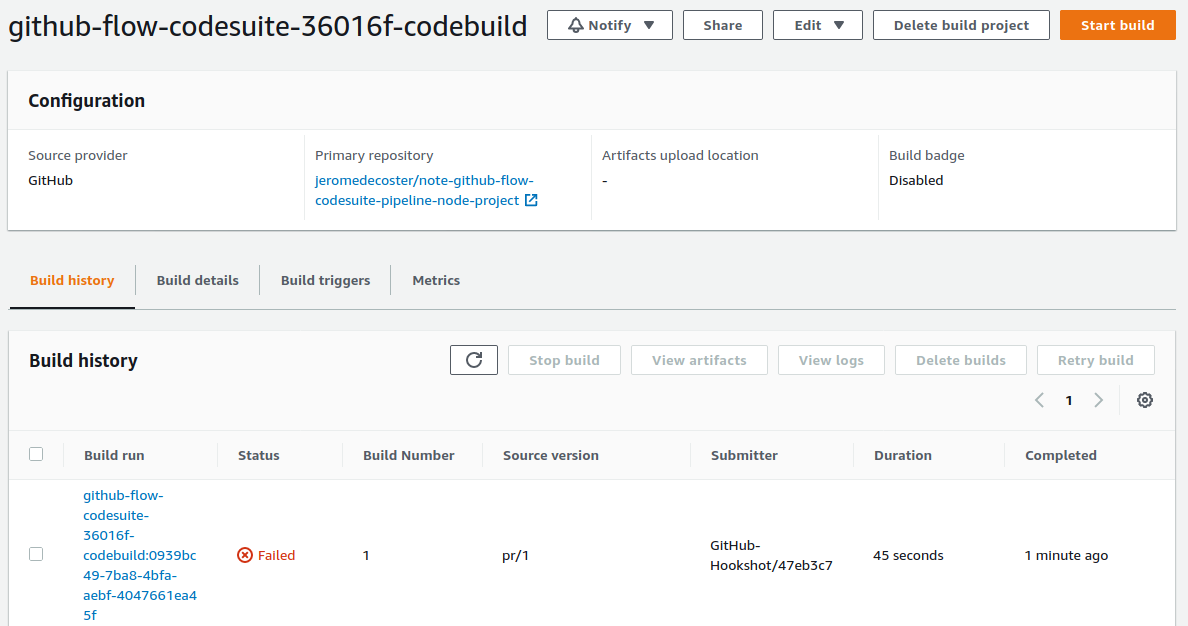 github-flow-codesuite-36016f-codebuild
Notify
Share
Edit
Delete build project
Start build
Configuration
Source provider
GitHub
Primary repository
jeromedecoster/note-github-flow-
codesuite-pipeline-node-project
Artifacts upload location
-
Build badge
Disabled
Build history
Build details
Build triggers
Metrics
Build history
Stop build
View artifacts
View logs
Delete builds
Retry build
1
Build run
Status
Build Number
Source version
Submitter
Duration
Completed
github-flow-
codesuite-
36016f-
codebuild:0939bc
49-7ba8-4bfa-
aebf-4047661ea4
5f
Failed
1
pr/1
GitHub-
Hookshot/47eb3c7
45 seconds
1 minute ago